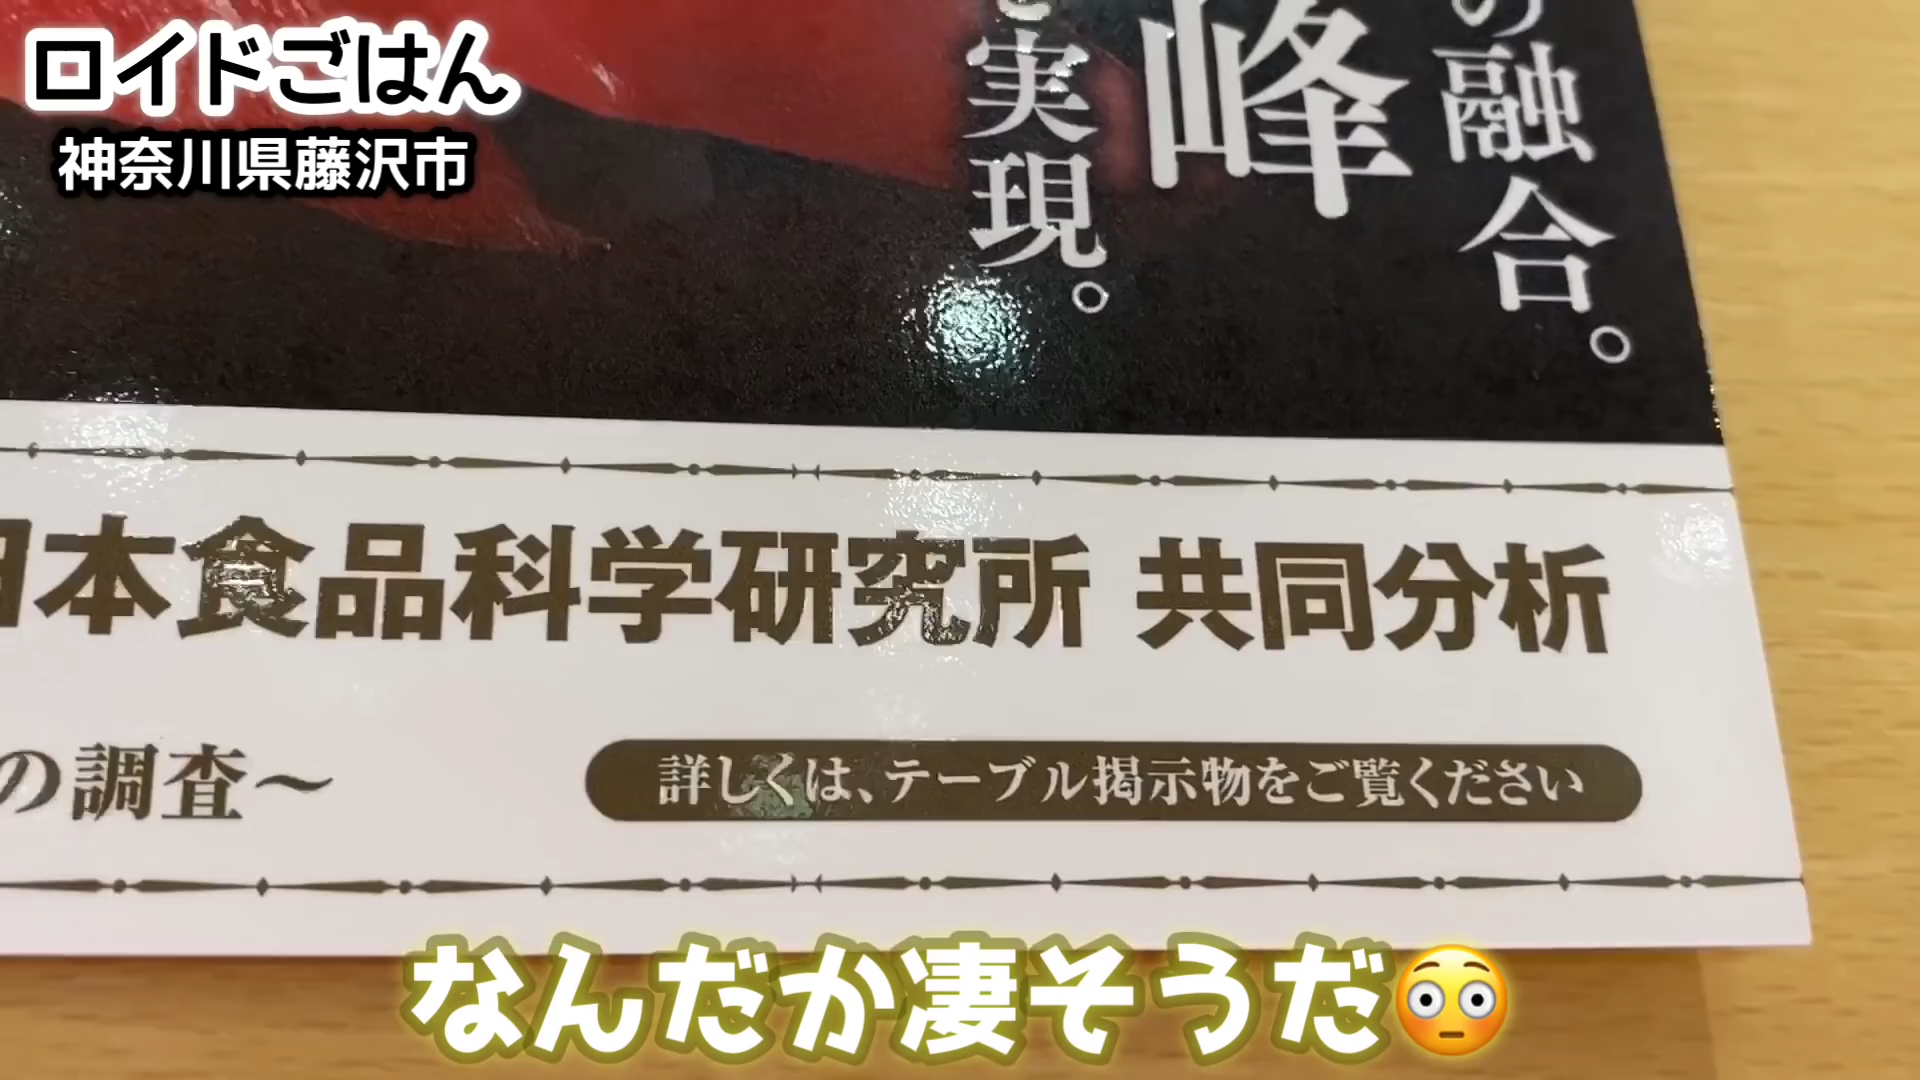 ロイドごはん
神奈川県藤沢市
の融合。
峰
実現。
日本食品科学研究所 共同分析
の調査～
詳しくは、テーブル掲示物をご覧ください
なんだか凄そうだ😳